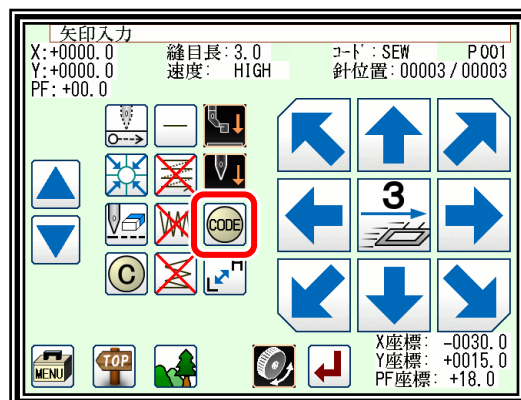 矢印入力
X:+0000.0 縫目長:3.0 ｺｰﾄﾞ:SEW P001
Y:+0000.0 速度: HIGH 針位置:00003/00003
PF:+00.0
3
CODE
C
X座標: -0030.0
Y座標: +0015.0
PF座標: +18.0
MENU TOP